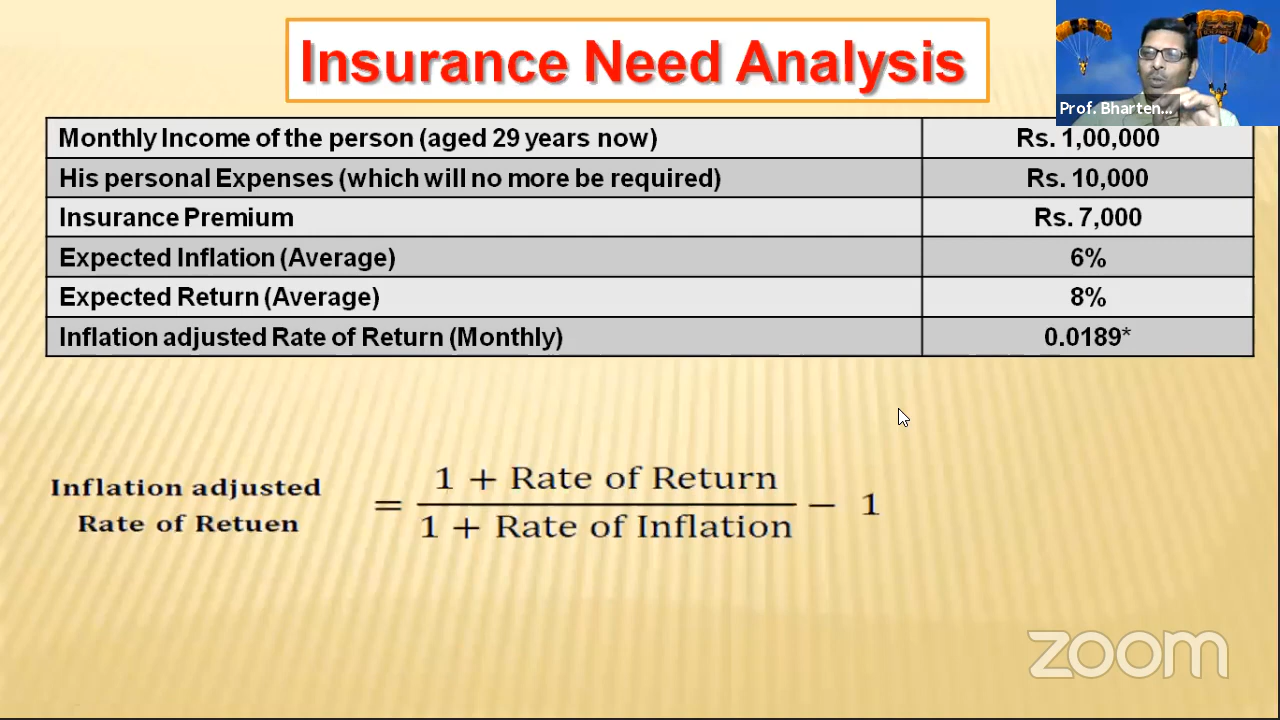 Insurance Need Analysis
Prof. Bharten...
Monthly Income of the person (aged 29 years now) Rs. 1,00,000
His personal Expenses (which will no more be required) Rs. 10,000
Insurance Premium Rs. 7,000
Expected Inflation (Average) 6%
Expected Return (Average) 8%
Inflation adjusted Rate of Return (Monthly) 0.0189*
Inflation adjusted
Rate of Retuen
= 1 + Rate of Return
1 + Rate of Inflation
− 1
zoom